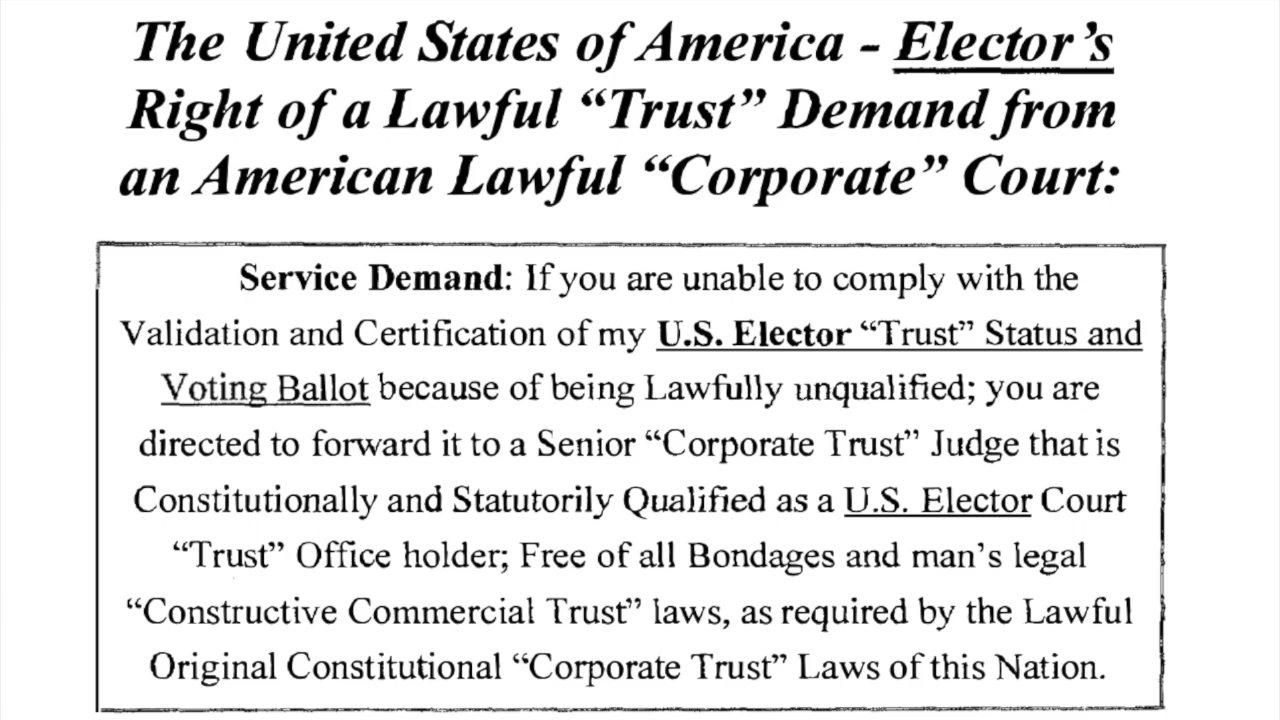 The United States of America - Elector's
Right of a Lawful “Trust” Demand from
an American Lawful “Corporate” Court:
Service Demand: If you are unable to comply with the
Validation and Certification of my U.S. Elector “Trust” Status and
Voting Ballot because of being Lawfully unqualified; you are
directed to forward it to a Senior “Corporate Trust” Judge that is
Constitutionally and Statutorily Qualified as a U.S. Elector Court
“Trust” Office holder; Free of all Bondages and man's legal
“Constructive Commercial Trust” laws, as required by the Lawful
Original Constitutional “Corporate Trust” Laws of this Nation.